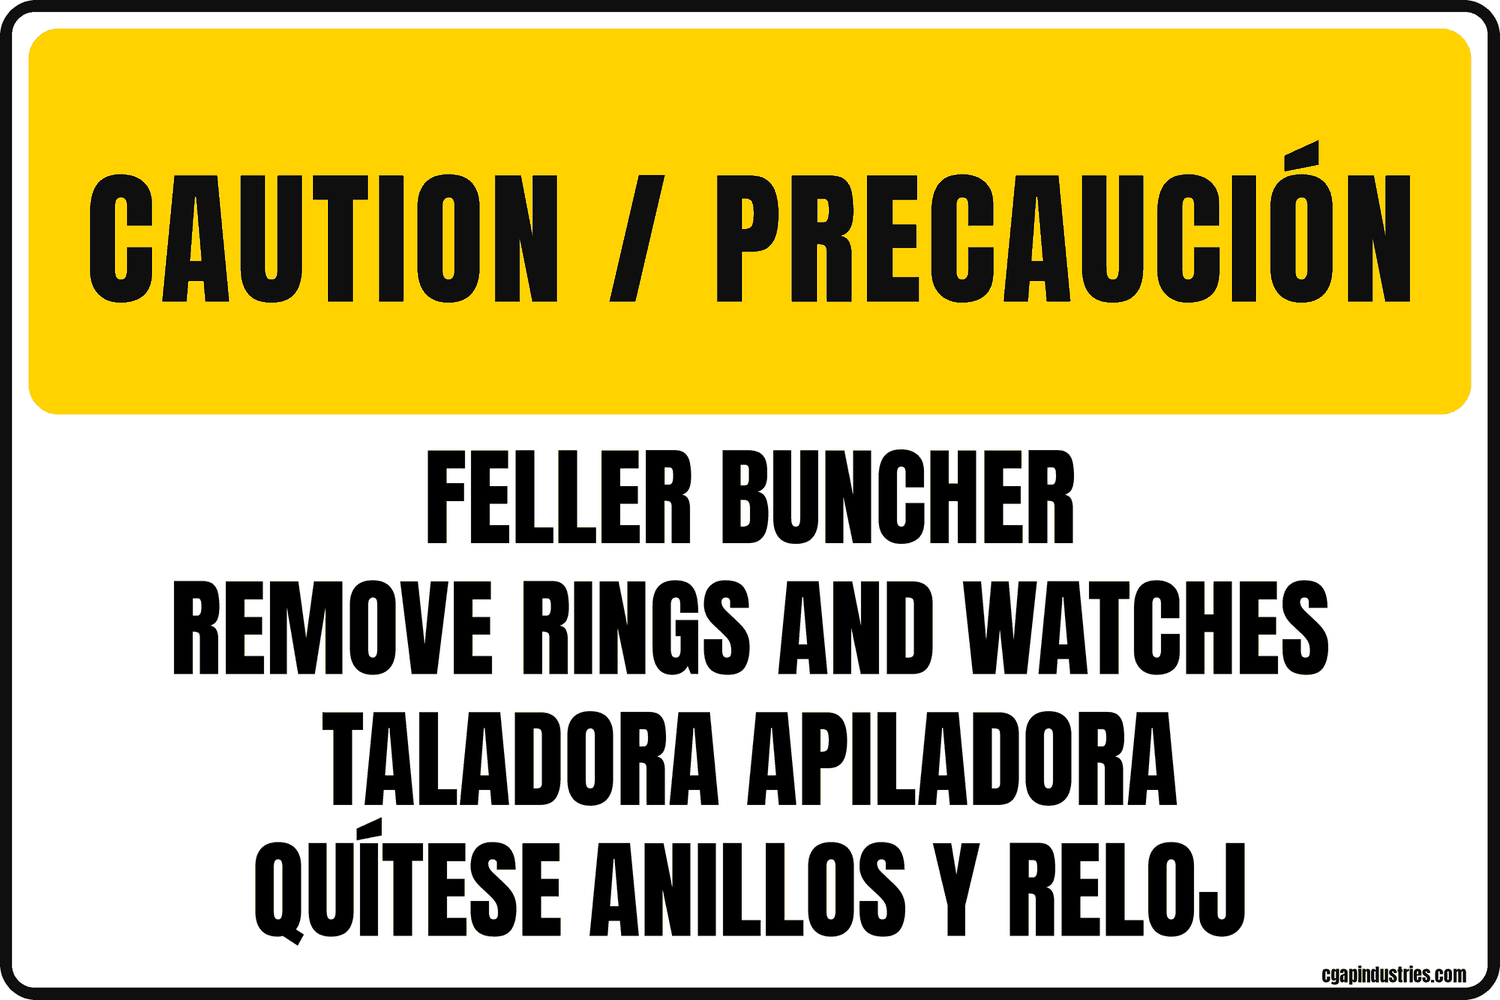 CAUTION / PRECAUCIÓN
FELLER BUNCHER
REMOVE RINGS AND WATCHES
TALADORA APILADORA
QUÍTESE ANILLOS Y RELOJ
cgapindustries.com